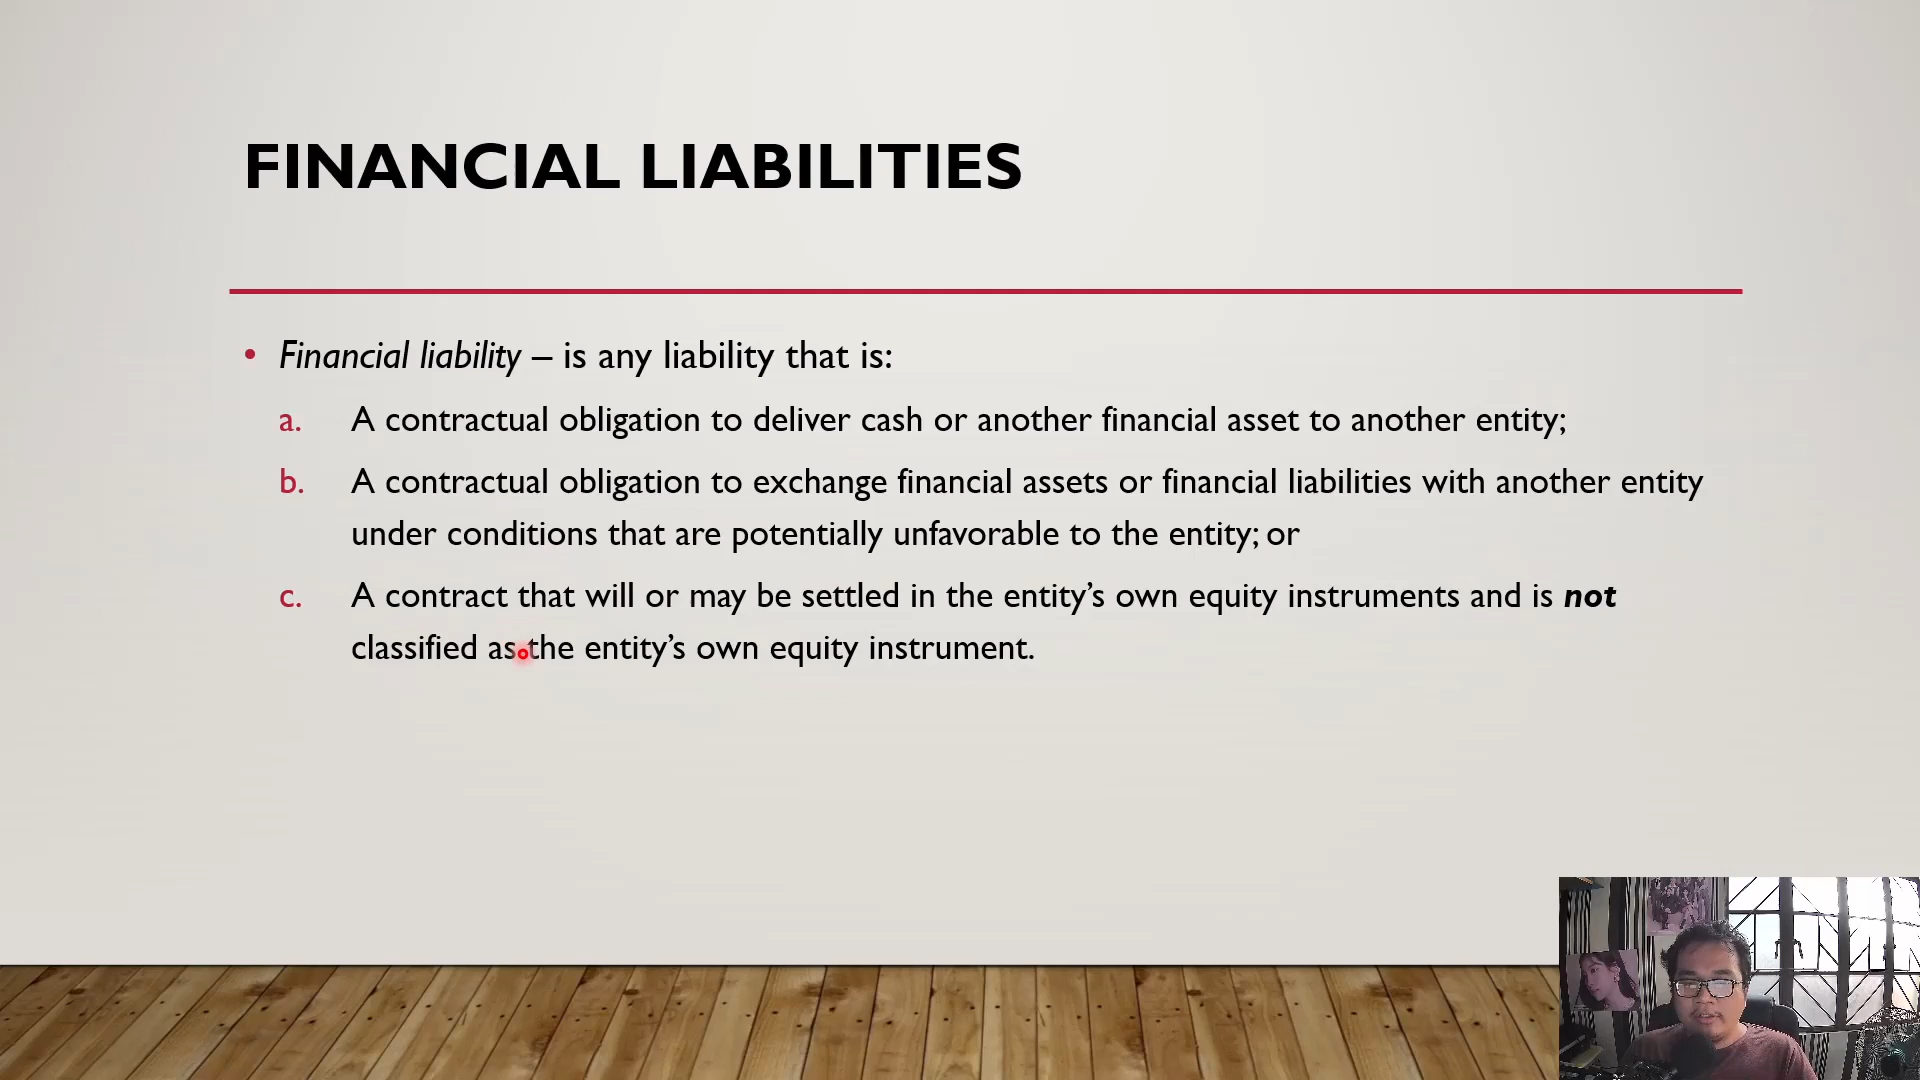 FINANCIAL LIABILITIES
• Financial liability – is any liability that is:
a. A contractual obligation to deliver cash or another financial asset to another entity;
b. A contractual obligation to exchange financial assets or financial liabilities with another entity
under conditions that are potentially unfavorable to the entity; or
c. A contract that will or may be settled in the entity’s own equity instruments and is not
classified as the entity’s own equity instrument.